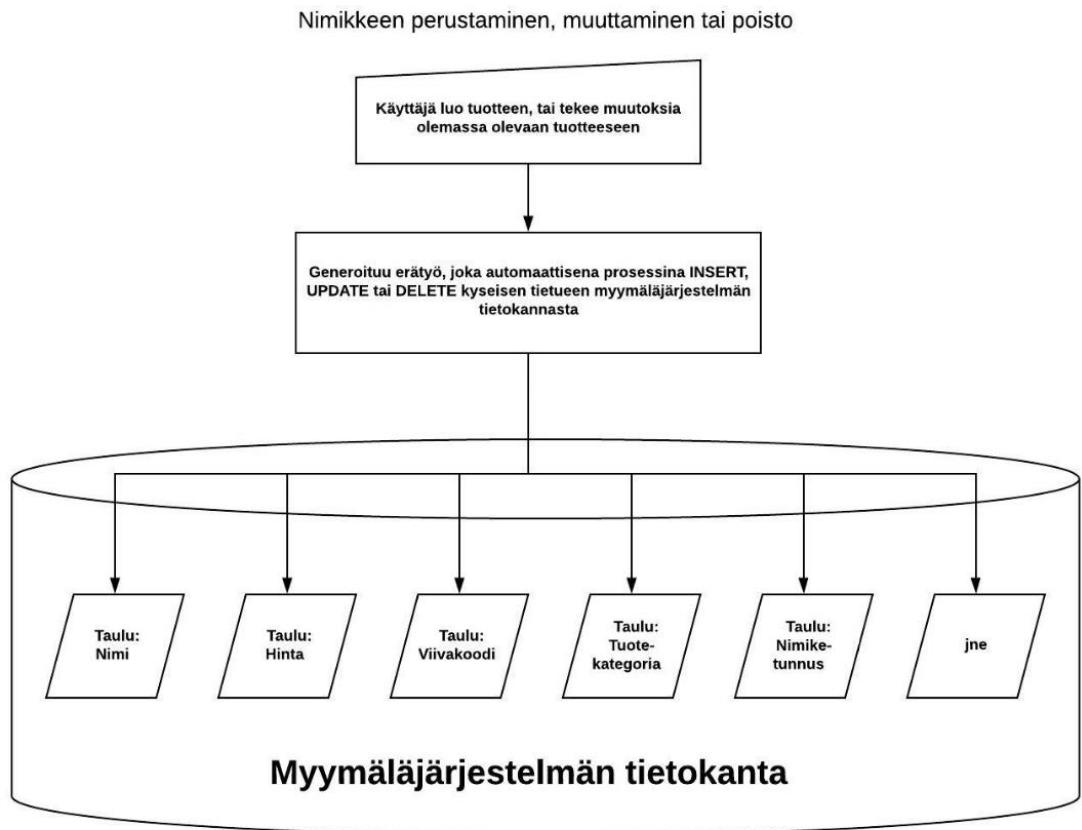 Nimikkeen perustaminen, muuttaminen tai poisto
Käyttäjä luo tuotteen, tai tekee muutoksia
olemassa olevaan tuotteeseen
Generoituu erätyö, joka automaattisena prosessina INSERT,
UPDATE tai DELETE kyseisen tietueen myymäläjärjestelmän
tietokannasta
Taulu:
Nimi
Taulu:
Hinta
Taulu:
Viivakoodi
Taulu:
Tuote-
kategoria
Taulu:
Nimike-
tunnus
jne
Myymäläjärjestelmän tietokanta